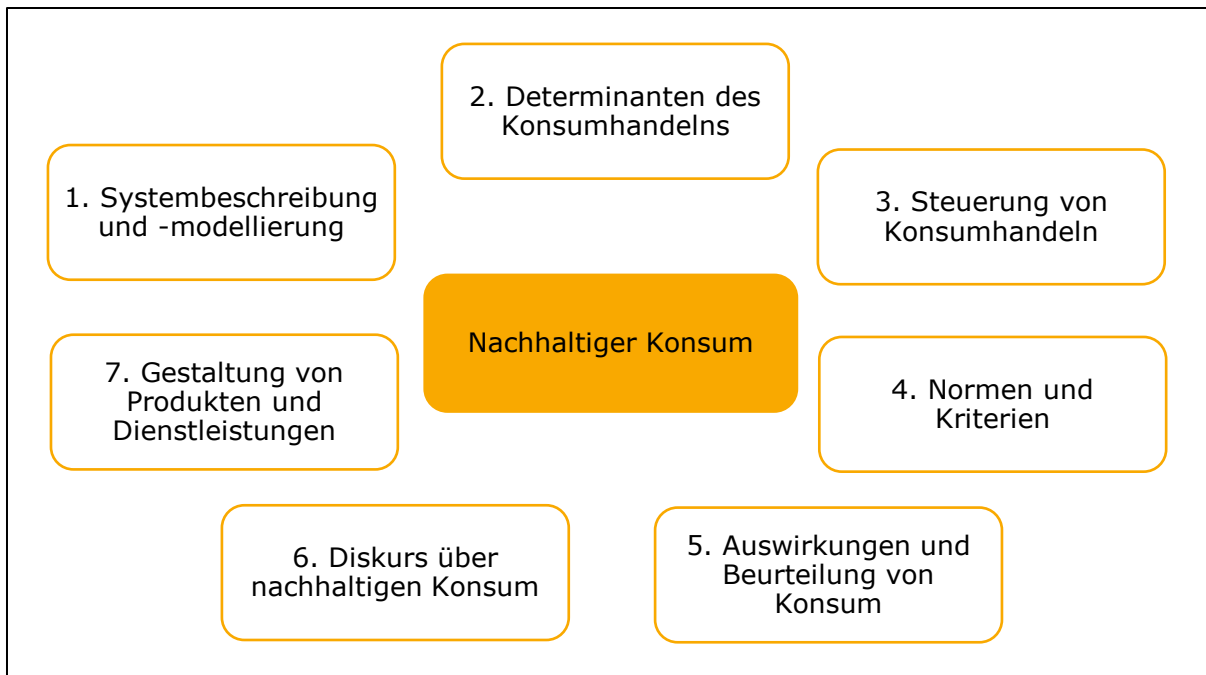 2. Determinanten des
Konsumhandelns
1. Systembeschreibung
und -modellierung
3. Steuerung von
Konsumhandeln
Nachhaltiger Konsum
7. Gestaltung von
Produkten und
Dienstleistungen
4. Normen und
Kriterien
6. Diskurs über
nachhaltigen Konsum
5. Auswirkungen und
Beurteilung von
Konsum